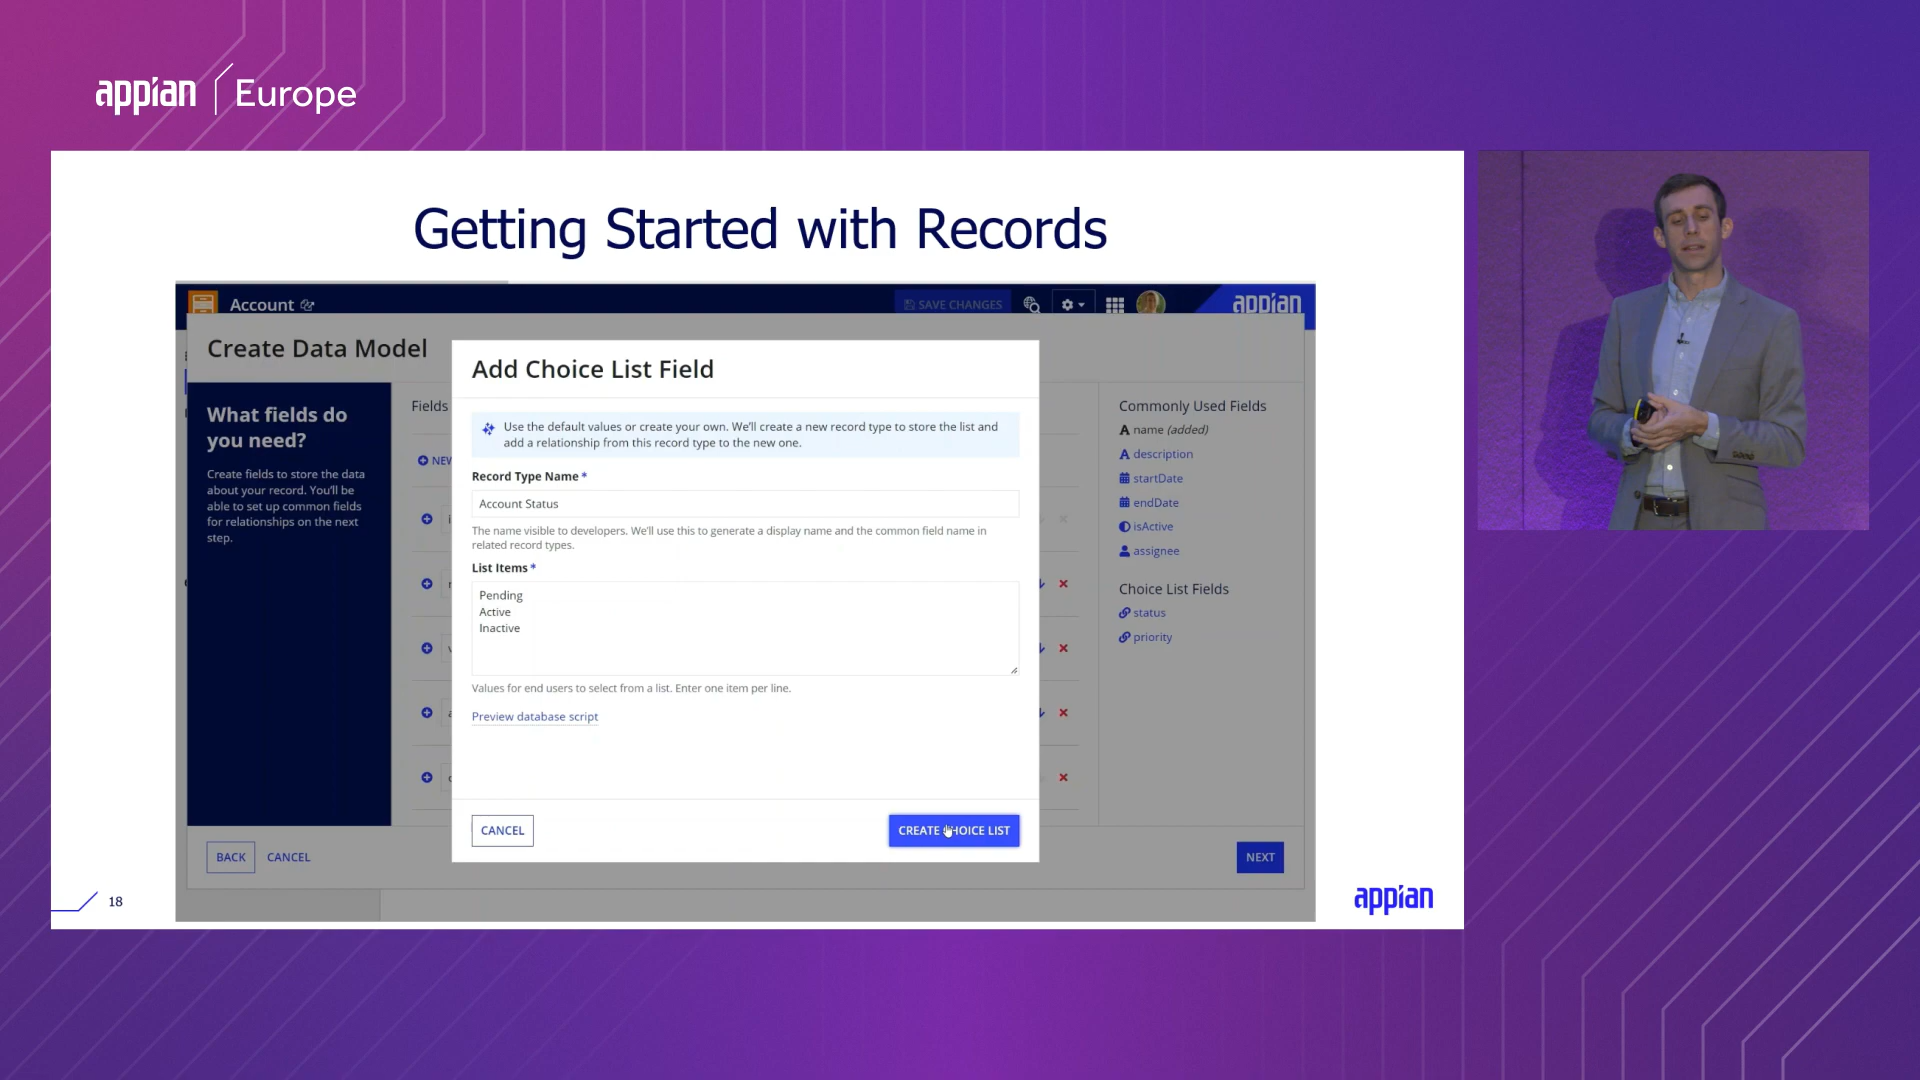 appian Europe
Getting Started with Records
Account
SAVE CHANGES
appian
Create Data Model
What fields do
you need?
Create fields to store the data
about your record. You'll be
able to set up common fields
for relationships on the next
step.
Fields
NEW
Add Choice List Field
Use the default values or create your own. We'll create a new record type to store the list and
add a relationship from this record type to the new one.
Record Type Name *
Account Status
The name visible to developers. We'll use this to generate a display name and the common field name in
related record types.
List Items *
Pending
Active
Inactive
Values for end users to select from a list. Enter one item per line.
Preview database script
CANCEL
CREATE CHOICE LIST
Commonly Used Fields
name (added)
description
startDate
endDate
isActive
assignee
Choice List Fields
status
priority
BACK
CANCEL
NEXT
18
appian